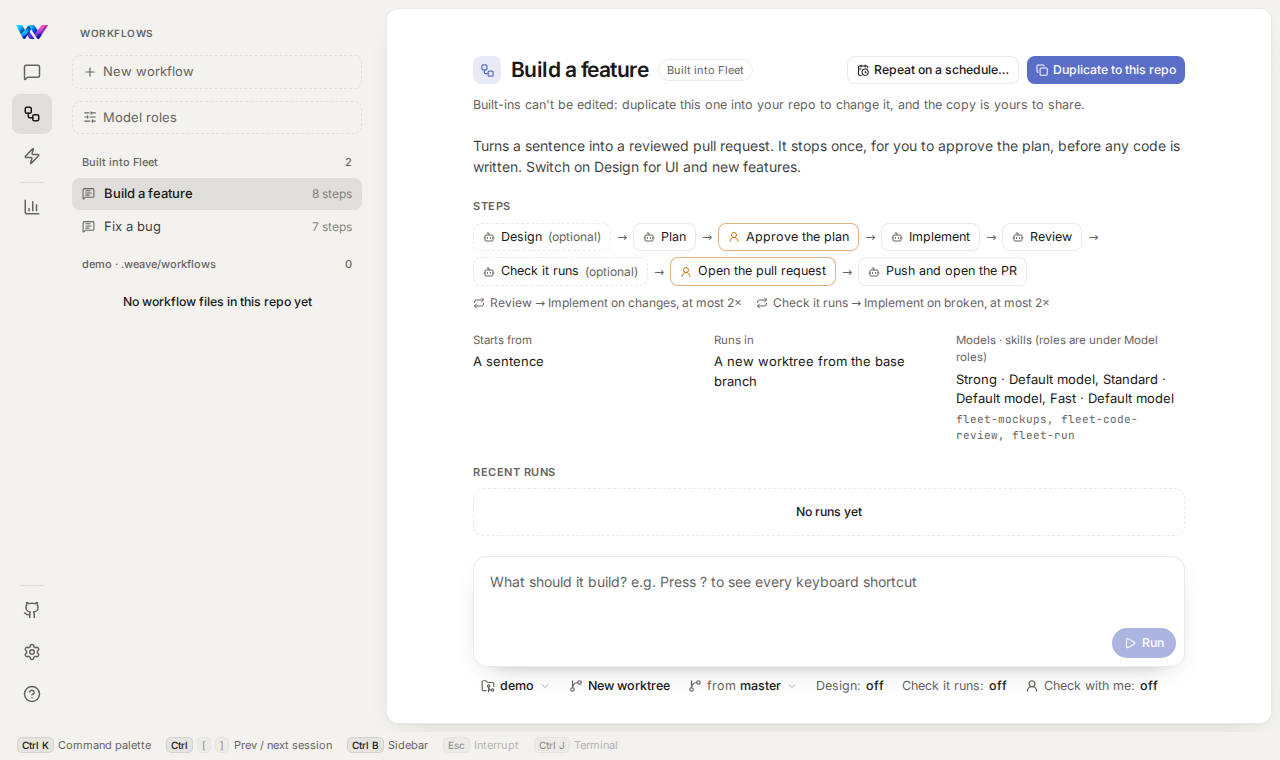 WORKFLOWS
New workflow
Model roles
Built into Fleet 2
Build a feature 8 steps
Fix a bug 7 steps
demo · .weave/workflows 0
No workflow files in this repo yet
Build a feature Built into Fleet Repeat on a schedule... Duplicate to this repo
Built-ins can't be edited: duplicate this one into your repo to change it, and the copy is yours to share.
Turns a sentence into a reviewed pull request. It stops once, for you to approve the plan, before any code is
written. Switch on Design for UI and new features.
STEPS
Design (optional) → Plan → Approve the plan → Implement → Review →
Check it runs (optional) → Open the pull request → Push and open the PR
Review → Implement on changes, at most 2× Check it runs → Implement on broken, at most 2×
Starts from
A sentence
Runs in
A new worktree from the base
branch
Models · skills (roles are under Model
roles)
Strong · Default model, Standard ·
Default model, Fast · Default model
fleet-mockups, fleet-code-
review, fleet-run
RECENT RUNS
No runs yet
What should it build? e.g. Press ? to see every keyboard shortcut
Run
demo New worktree from master Design: off Check it runs: off Check with me: off
Ctrl K Command palette Ctrl [ ] Prev / next session Ctrl B Sidebar Esc Interrupt Ctrl J Terminal